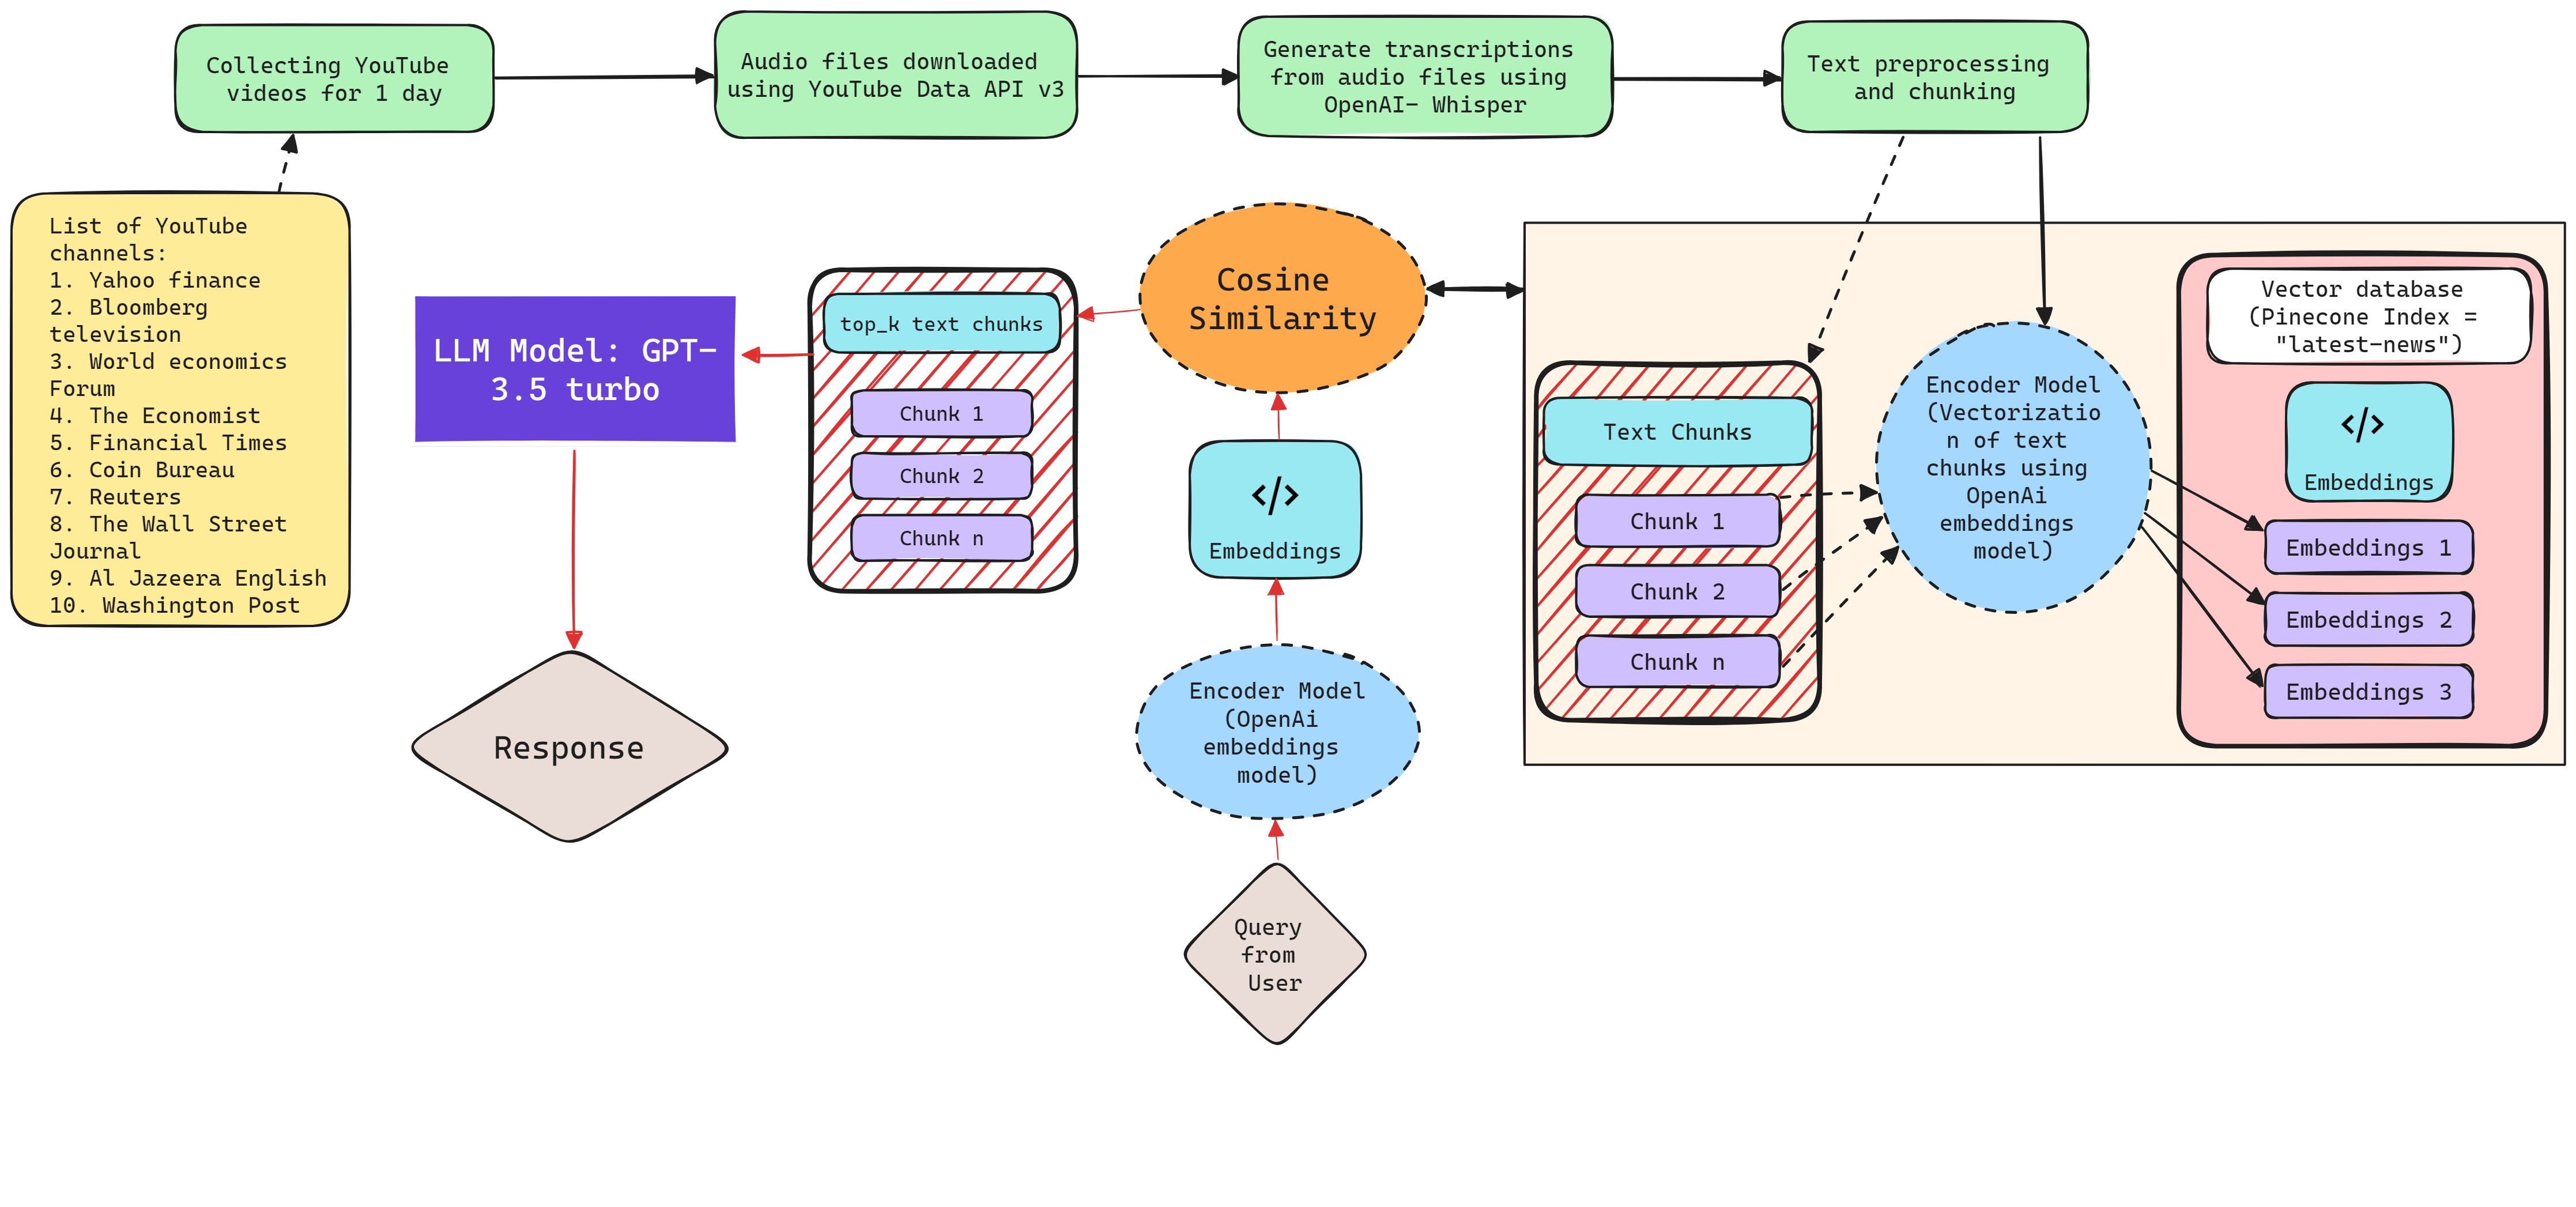 Collecting YouTube
videos for 1 day
Audio files downloaded
using YouTube Data API v3
Generate transcriptions
from audio files using
OpenAI- Whisper
Text preprocessing
and chunking
List of YouTube
channels:
1. Yahoo finance
2. Bloomberg
television
3. World economics
Forum
4. The Economist
5. Financial Times
6. Coin Bureau
7. Reuters
8. The Wall Street
Journal
9. Al Jazeera English
10. Washington Post
LLM Model: GPT-
3.5 turbo
Response
top_k text chunks
Chunk 1
Chunk 2
Chunk n
Cosine
Similarity
</>
Embeddings
Encoder Model
(OpenAi
embeddings
model)
Query
from
User
Text Chunks
Chunk 1
Chunk 2
Chunk n
Encoder Model
(Vectorizatio
n of text
chunks using
OpenAi
embeddings
model)
Vector database
(Pinecone Index =
"latest-news")
</>
Embeddings
Embeddings 1
Embeddings 2
Embeddings 3